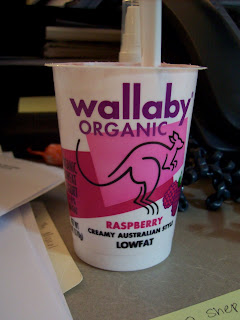 wallaby
ORGANIC
RASPBERRY
CREAMY AUSTRALIAN STYLE
LOWFAT